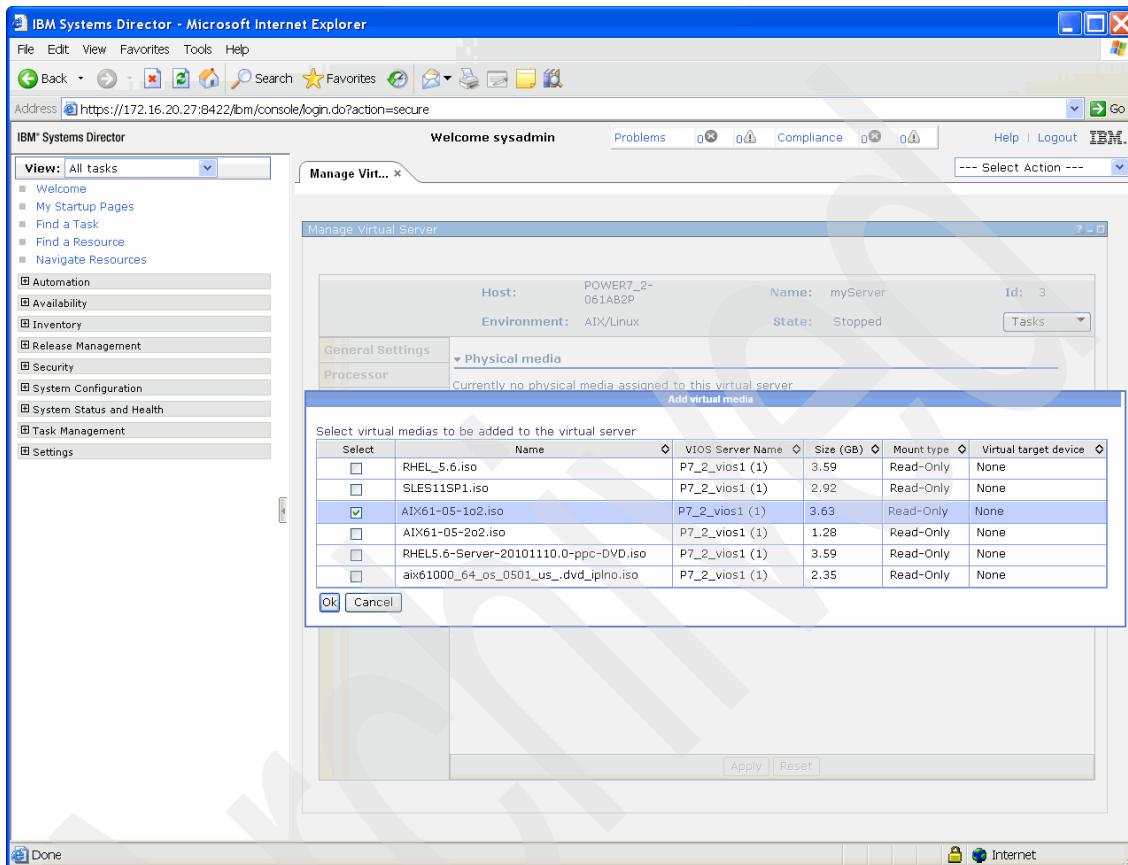 IBM Systems Director - Microsoft Internet Explorer
File Edit View Favorites Tools Help
Back Search Favorites
Address https://172.16.20.27:8422/ibm/console/login.do?action=secure Go
IBM® Systems Director Welcome sysadmin Problems 0 0 Compliance 0 0 Help | Logout IBM.
View: All tasks
Manage Virt... × --- Select Action ---
Welcome
My Startup Pages
Find a Task
Find a Resource
Navigate Resources
Automation
Availability
Inventory
Release Management
Security
System Configuration
System Status and Health
Task Management
Settings
Manage Virtual Server
Host: POWER7_2-
061AB2P
Name: myServer Id: 3
Environment: AIX/Linux State: Stopped Tasks
General Settings
Processor
Physical media
Currently no physical media assigned to this virtual server
Add virtual media
Select virtual medias to be added to the virtual server
Select Name VIOS Server Name Size (GB) Mount type Virtual target device
RHEL_5.6.iso P7_2_vios1 (1) 3.59 Read-Only None
SLES11SP1.iso P7_2_vios1 (1) 2.92 Read-Only None
AIX61-05-1o2.iso P7_2_vios1 (1) 3.63 Read-Only None
AIX61-05-2o2.iso P7_2_vios1 (1) 1.28 Read-Only None
RHEL5.6-Server-20101110.0-ppc-DVD.iso P7_2_vios1 (1) 3.59 Read-Only None
aix61000_64_os_0501_us_.dvd_iplno.iso P7_2_vios1 (1) 2.35 Read-Only None
Ok Cancel
Apply Reset
Done Internet
Archived